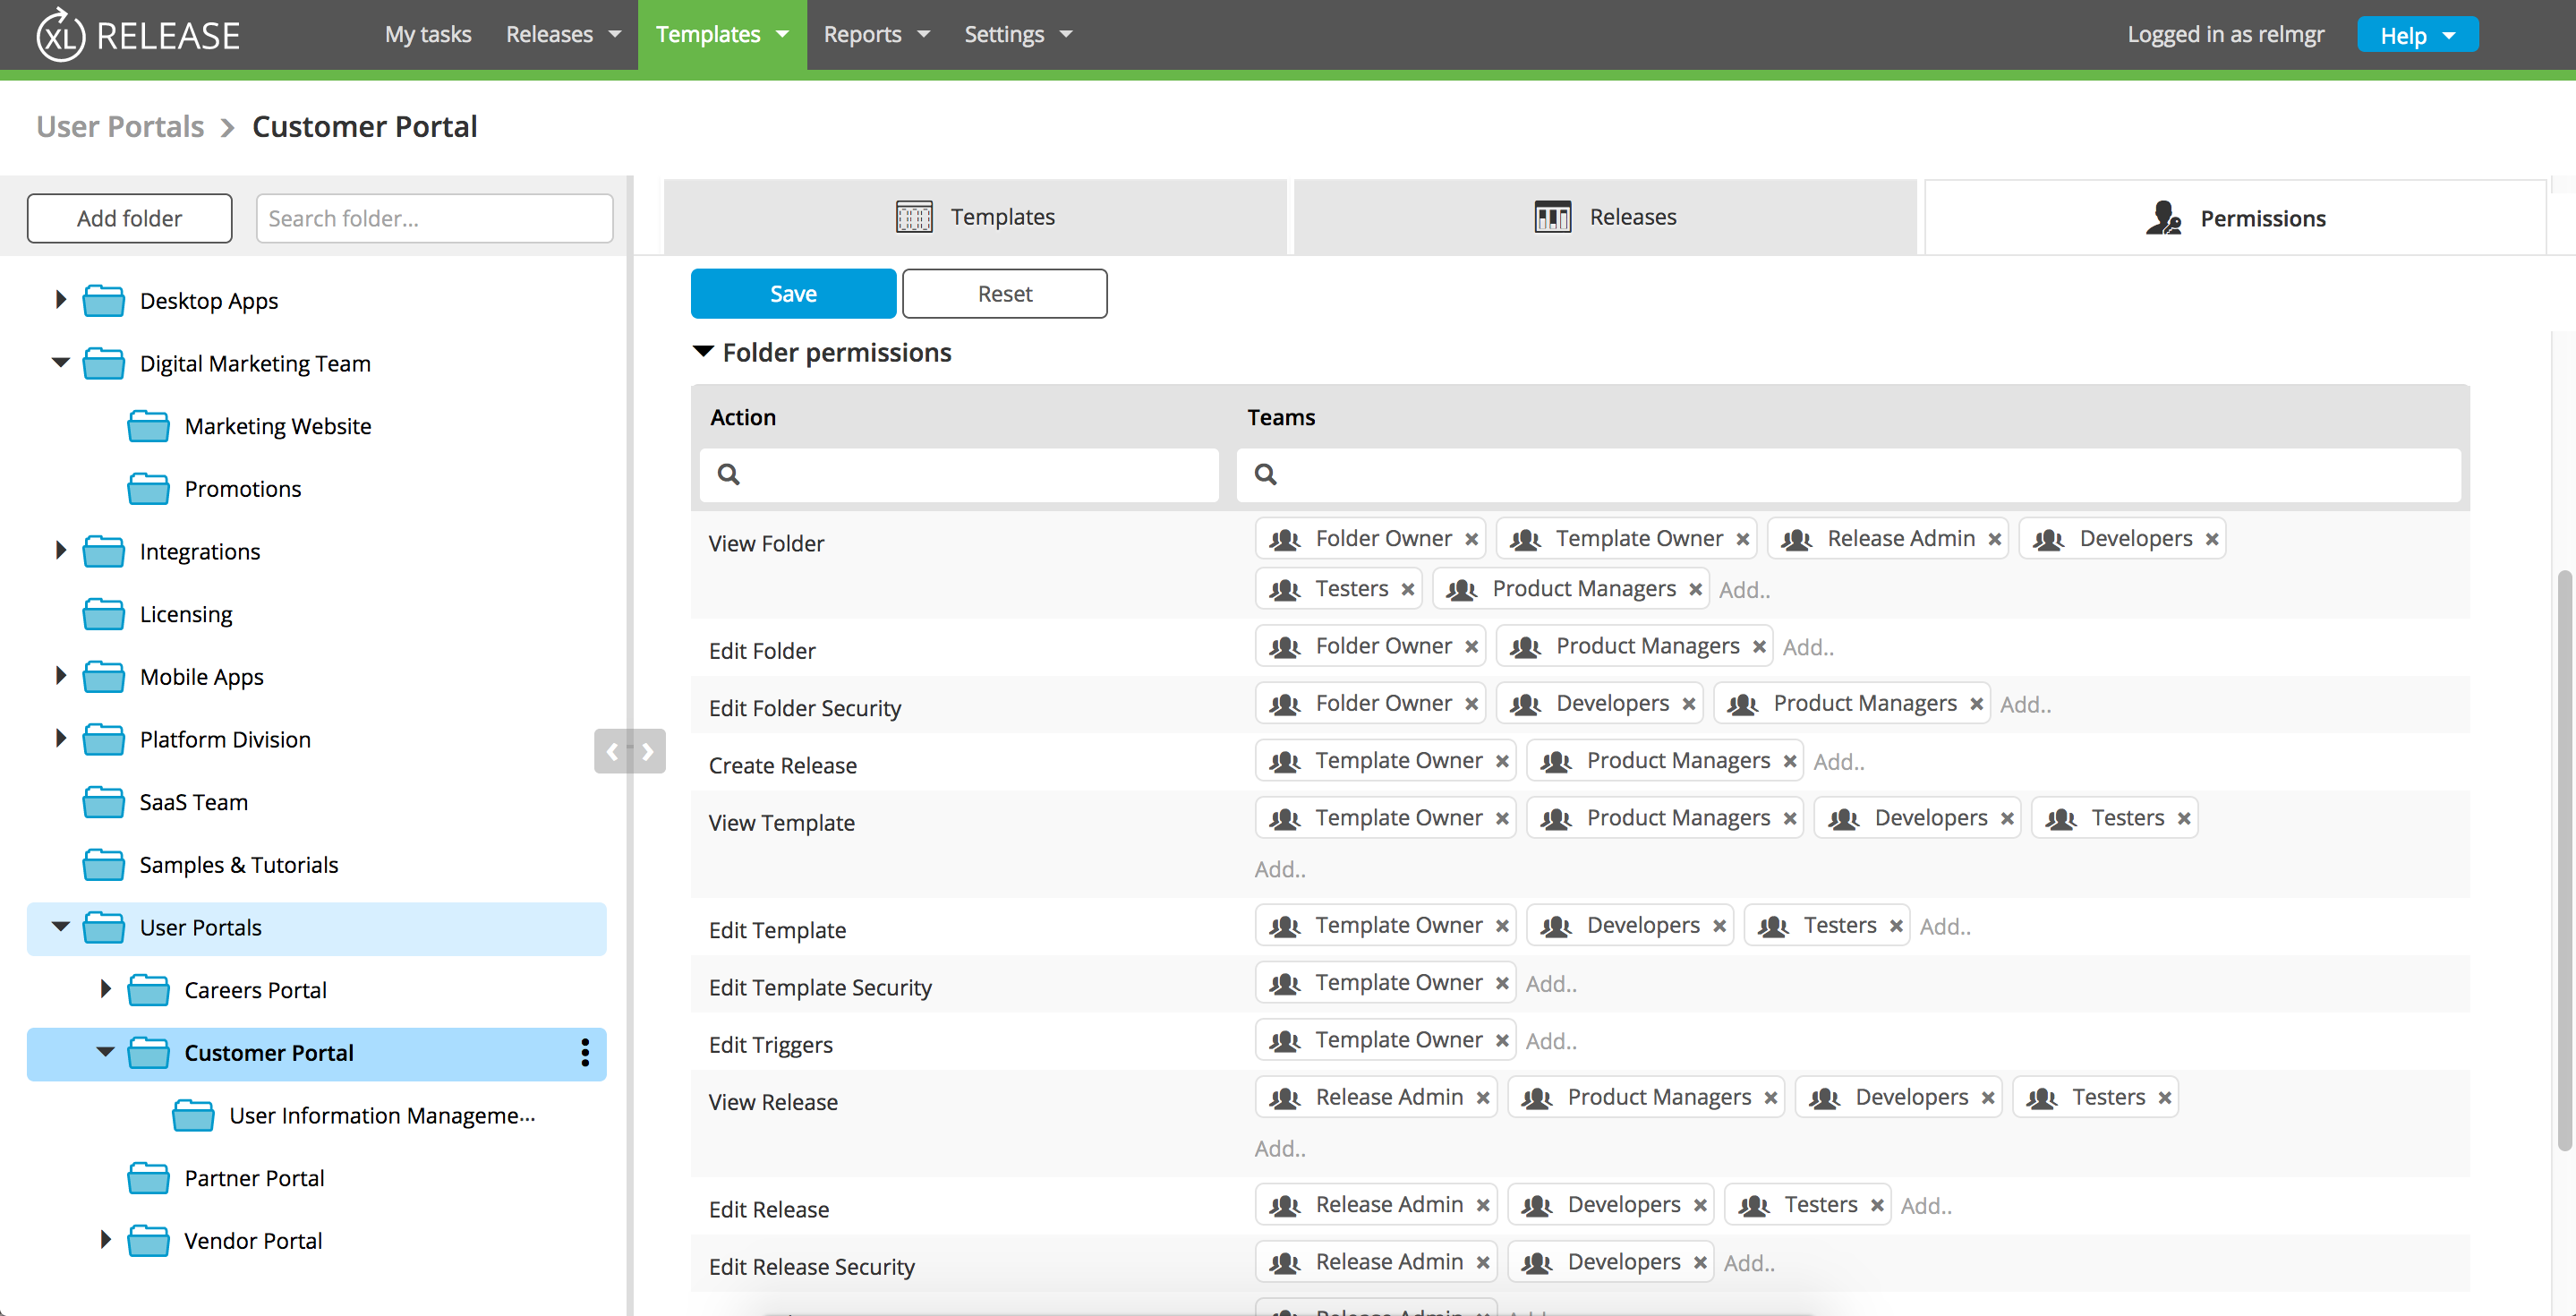 XL RELEASE My tasks Releases Templates Reports Settings Logged in as relmgr Help
User Portals Customer Portal
Add folder Search folder...
Desktop Apps
Digital Marketing Team
Marketing Website
Promotions
Integrations
Licensing
Mobile Apps
Platform Division
SaaS Team
Samples & Tutorials
User Portals
Careers Portal
Customer Portal
User Information Manageme...
Partner Portal
Vendor Portal
Templates Releases Permissions
Save Reset
Folder permissions
Action Teams
View Folder Folder Owner Template Owner Release Admin Developers
Testers Product Managers Add..
Edit Folder Folder Owner Product Managers Add..
Edit Folder Security Folder Owner Developers Product Managers Add..
Create Release Template Owner Product Managers Add..
View Template Template Owner Product Managers Developers Testers
Add..
Edit Template Template Owner Developers Testers Add..
Edit Template Security Template Owner Add..
Edit Triggers Template Owner Add..
View Release Release Admin Product Managers Developers Testers
Add..
Edit Release Release Admin Developers Testers Add..
Edit Release Security Release Admin Developers Add..